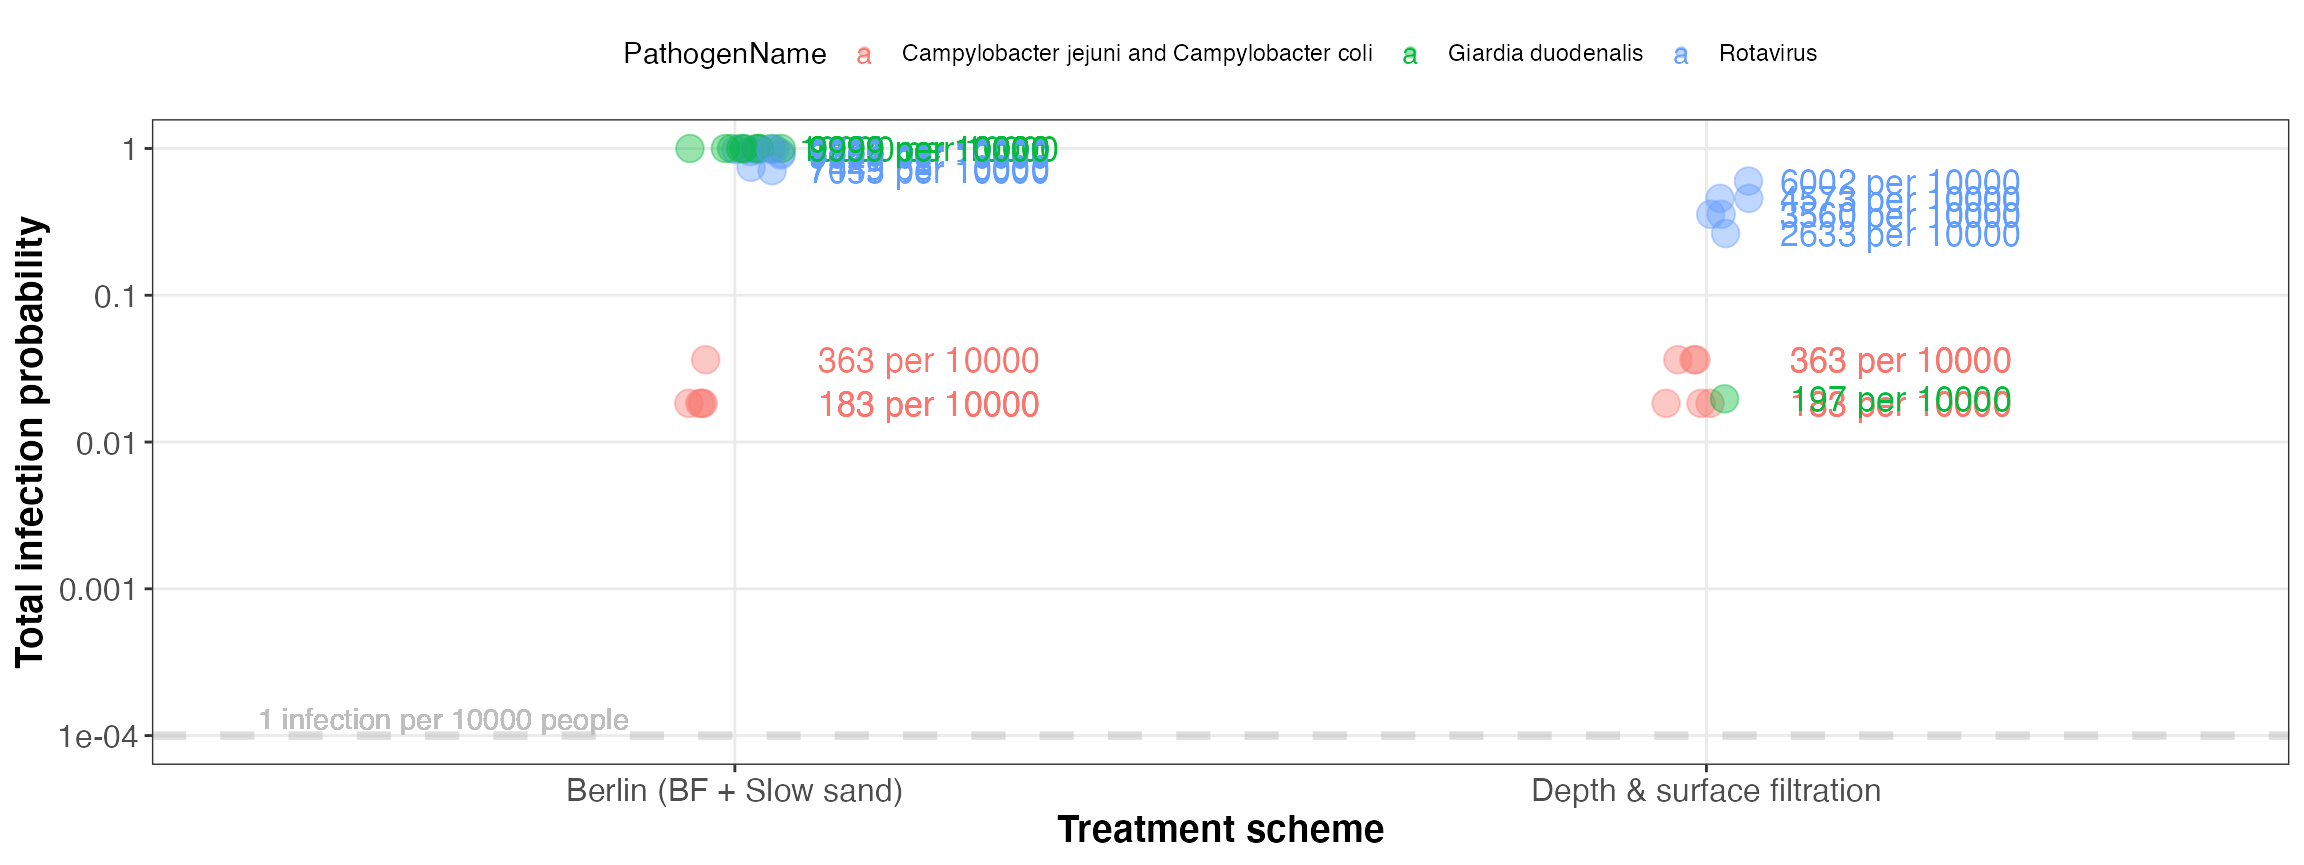 PathogenName a Campylobacter jejuni and Campylobacter coli a Giardia duodenalis a Rotavirus
Total infection probability
1
0.1
0.01
0.001
1e-04
9999 per 10000
per 10000
6002 per 10000
4573 per 10000
3560 per 10000
2633 per 10000
363 per 10000
183 per 10000
363 per 10000
197 per 10000
183 per 10000
1 infection per 10000 people
Berlin (BF + Slow sand)
Depth & surface filtration
Treatment scheme